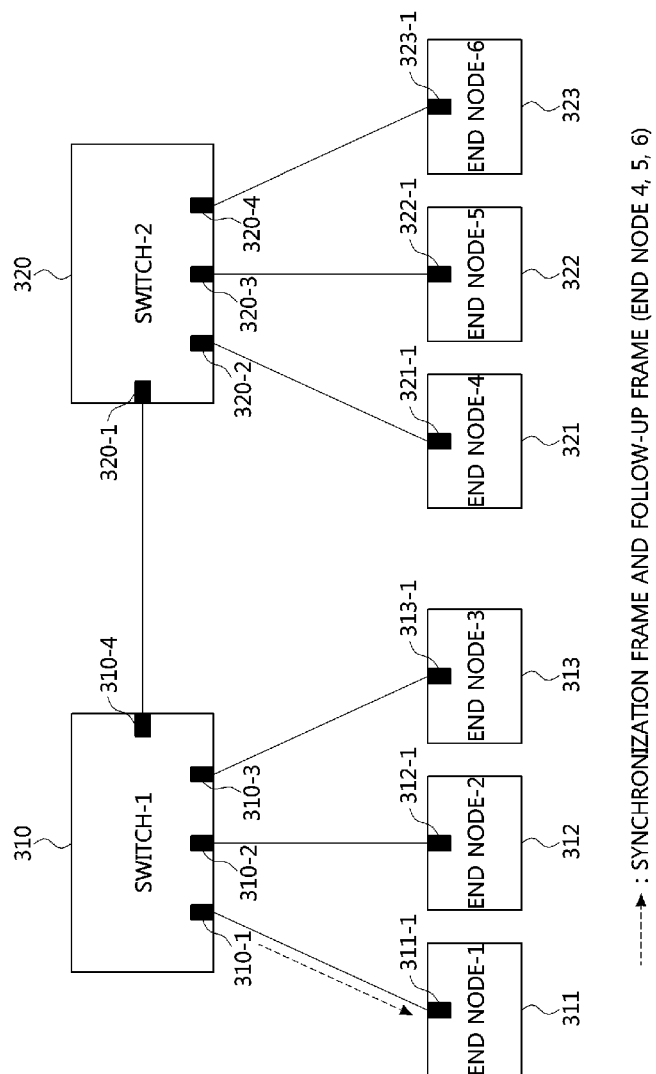 310
SWITCH-1
310-4
310-1
310-2
310-3
320
SWITCH-2
320-1
320-2
320-3
320-4
311-1
END NODE-1
311
312-1
END NODE-2
312
313-1
END NODE-3
313
321-1
END NODE-4
321
322-1
END NODE-5
322
323-1
END NODE-6
323
: SYNCHRONIZATION FRAME AND FOLLOW-UP FRAME (END NODE 4, 5, 6)